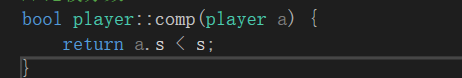 bool player::comp(player a) {
    return a.s < s;
}